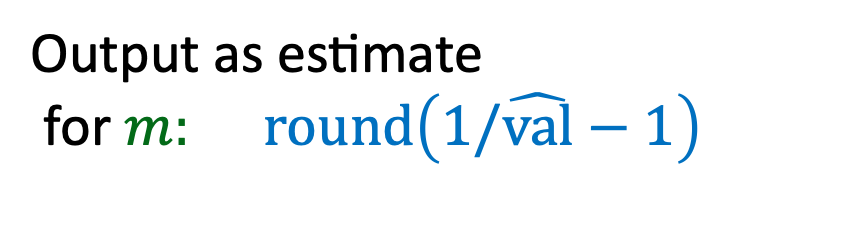 Output as estimate
for m: round(1/val̂ − 1)